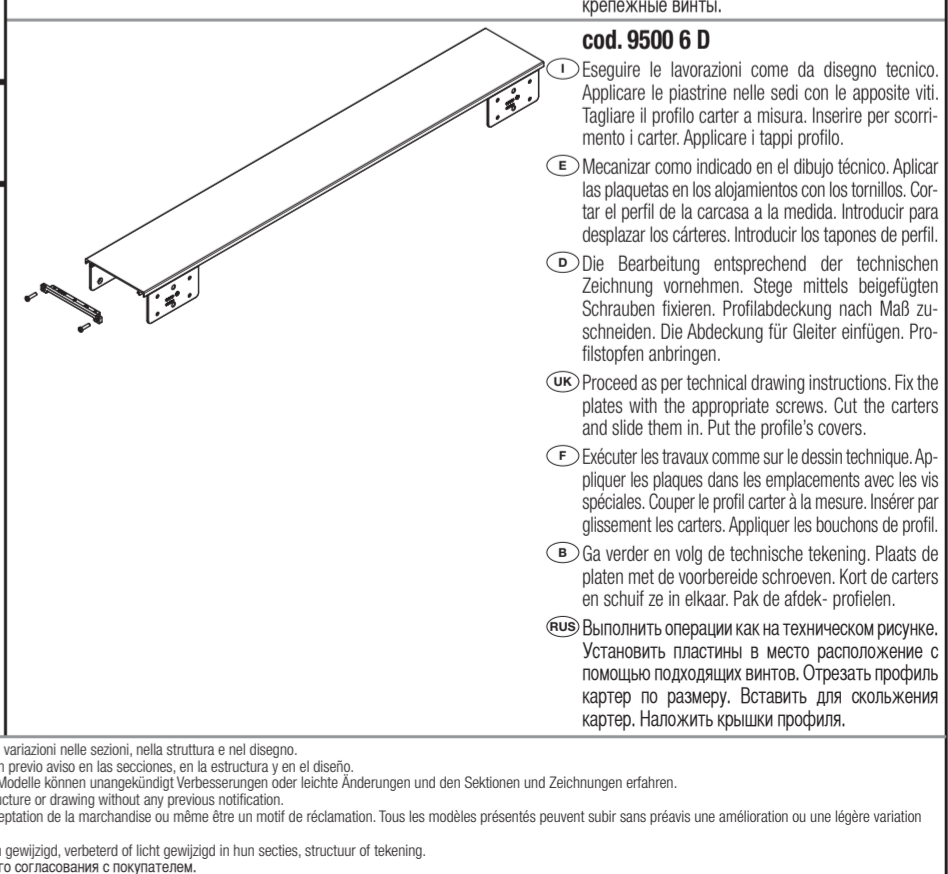 крепежные винты.
cod. 9500 6 D
I Eseguire le lavorazioni come da disegno tecnico.
Applicare le piastrine nelle sedi con le apposite viti.
Tagliare il profilo carter a misura. Inserire per scorri-
mento i carter. Applicare i tappi profilo.
E Mecanizar como indicado en el dibujo técnico. Aplicar
las plaquetas en los alojamientos con los tornillos. Cor-
tar el perfil de la carcasa a la medida. Introducir para
desplazar los cárteres. Introducir los tapones de perfil.
D Die Bearbeitung entsprechend der technischen
Zeichnung vornehmen. Stege mittels beigefügten
Schrauben fixieren. Profilabdeckung nach Maß zu-
schneiden. Die Abdeckung für Gleiter einfügen. Pro-
filstopfen anbringen.
UK Proceed as per technical drawing instructions. Fix the
plates with the appropriate screws. Cut the carters
and slide them in. Put the profile's covers.
F Exécuter les travaux comme sur le dessin technique. Ap-
pliquer les plaques dans les emplacements avec les vis
spéciales. Couper le profil carter à la mesure. Insérer par
glissement les carters. Appliquer les bouchons de profil.
B Ga verder en volg de technische tekening. Plaats de
platen met de voorbereide schroeven. Kort de carters
en schuif ze in elkaar. Pak de afdek- profielen.
RUS Выполнить операции как на техническом рисунке.
Установить пластины в место расположение с
помощью подходящих винтов. Отрезать профиль
картер по размеру. Вставить для скольжения
картер. Наложить крышки профиля.
variazioni nelle sezioni, nella struttura e nel disegno.
n previo aviso en las secciones, en la estructura y en el diseño.
Modelle können unangekündigt Verbesserungen oder leichte Änderungen und den Sektionen und Zeichnungen erfahren.
ucture or drawing without any previous notification.
eptation de la marchandise ou même être un motif de réclamation. Tous les modèles présentés peuvent subir sans préavis une amélioration ou une légère variation
n gewijzigd, verbeterd of licht gewijzigd in hun secties, structuur of tekening.
го согласования с покупателем.